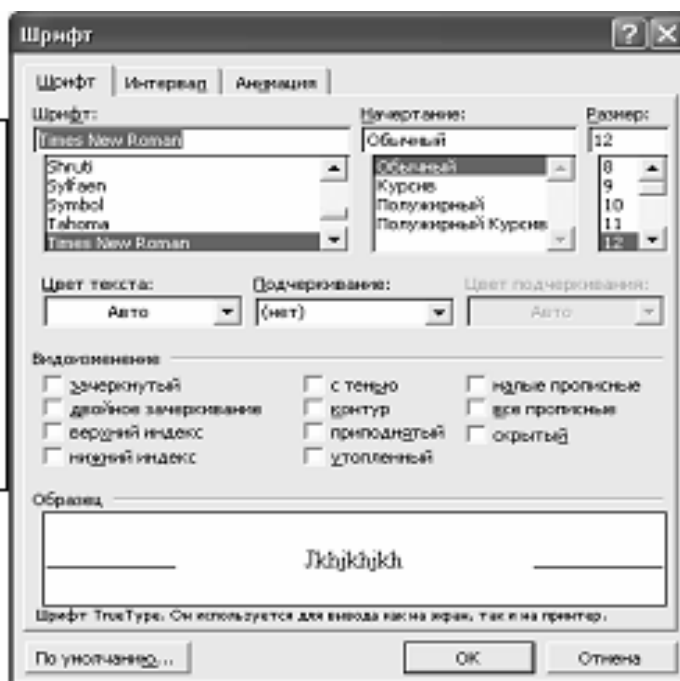 Шрифт
Шрифт Интервал Анимация
Шрифт: Начертание: Размер:
Times New Roman Обычный 12
Shruti Обычный 8
Sylfaen Курсив 9
Symbol Полужирный 10
Tahoma Полужирный Курсив 11
Times New Roman 12
Цвет текста: Подчеркивание: Цвет подчеркивания:
Авто (нет) Авто
Видоизменение
зачеркнутый с тенью малые прописные
двойное зачеркивание контур все прописные
верхний индекс приподнятый скрытый
нижний индекс утопленный
Образец
Jkhjkhjkh
Шрифт TrueType. Он используется для вывода как на экран, так и на принтер.
По умолчанию... ОК Отмена